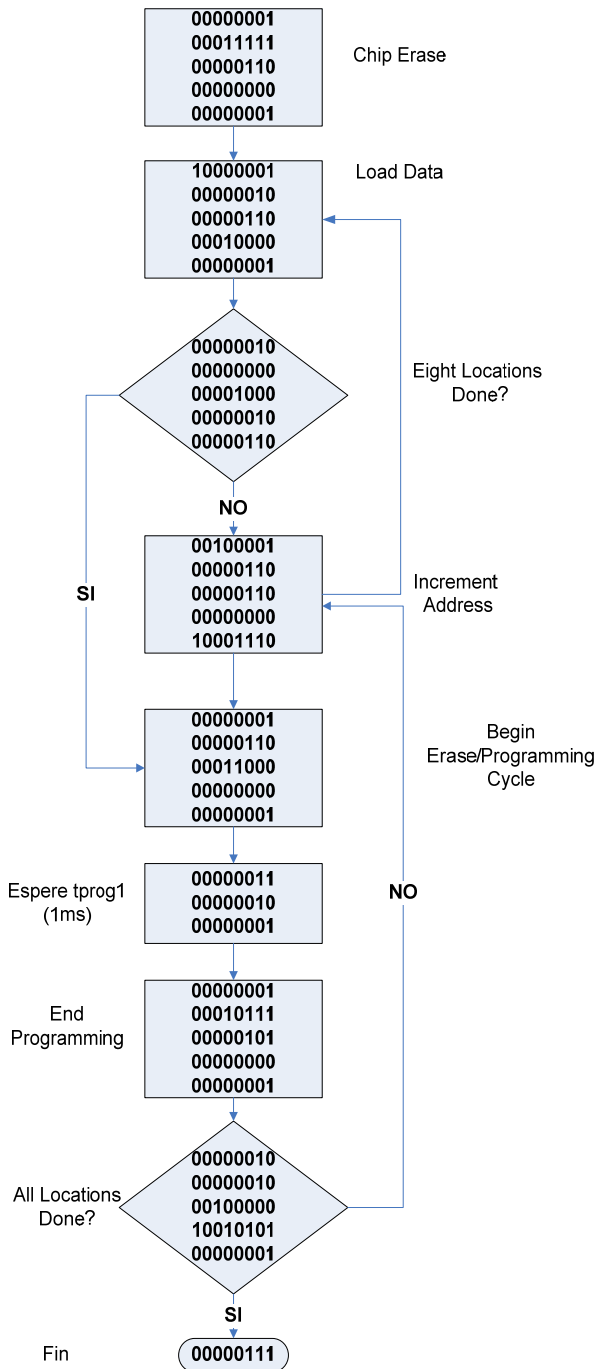 00000001
00011111
00000110
00000000
00000001
Chip Erase
10000001
00000010
00000110
00010000
00000001
Load Data
00000010
00000000
00001000
00000010
00000110
Eight Locations
Done?
NO
SI
00100001
00000110
00000110
00000000
10001110
Increment
Address
00000001
00000110
00011000
00000000
00000001
Begin
Erase/Programming
Cycle
Espere tprog1
(1ms)
00000011
00000010
00000001
NO
End
Programming
00000001
00010111
00000101
00000000
00000001
All Locations
Done?
00000010
00000010
00100000
10010101
00000001
SI
Fin
00000111